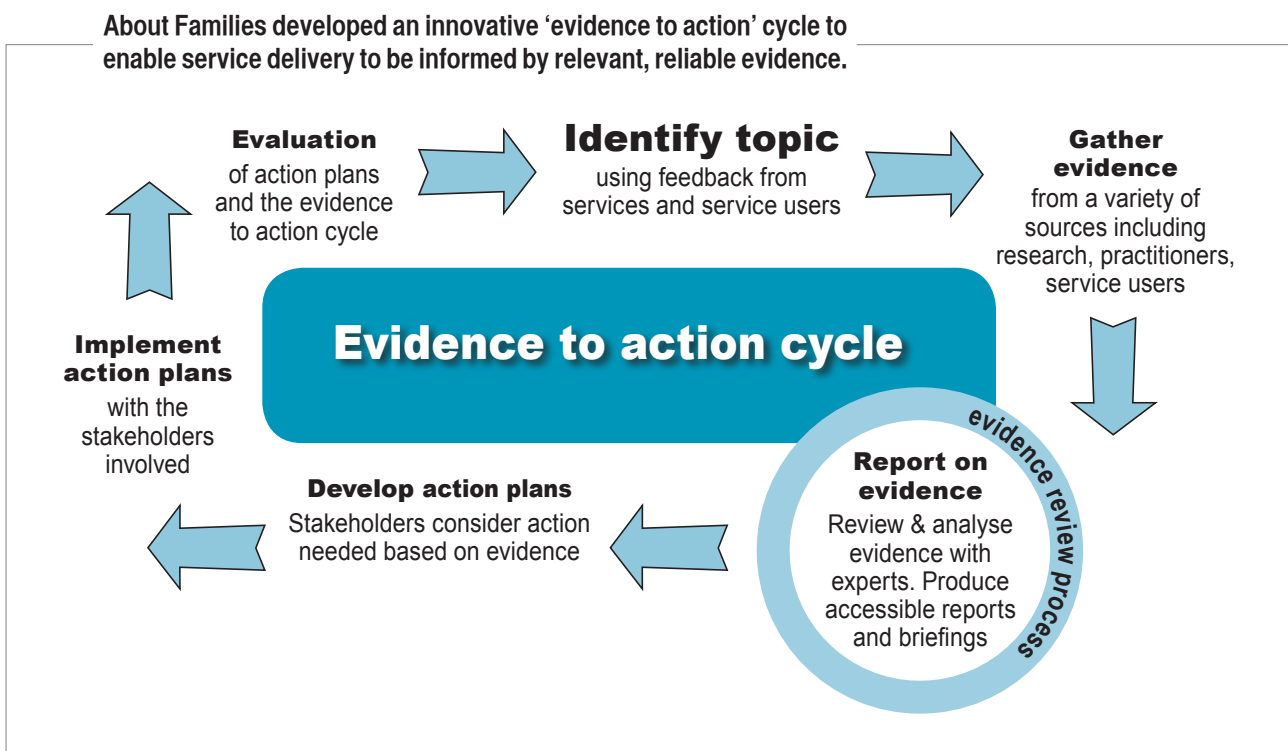 About Families developed an innovative ‘evidence to action’ cycle to
enable service delivery to be informed by relevant, reliable evidence.
Evaluation
of action plans
and the evidence
to action cycle
Identify topic
using feedback from
services and service users
Gather
evidence
from a variety of
sources including
research, practitioners,
service users
Evidence to action cycle
evidence review process
Report on
evidence
Review & analyse
evidence with
experts. Produce
accessible reports
and briefings
Develop action plans
Stakeholders consider action
needed based on evidence
Implement
action plans
with the
stakeholders
involved